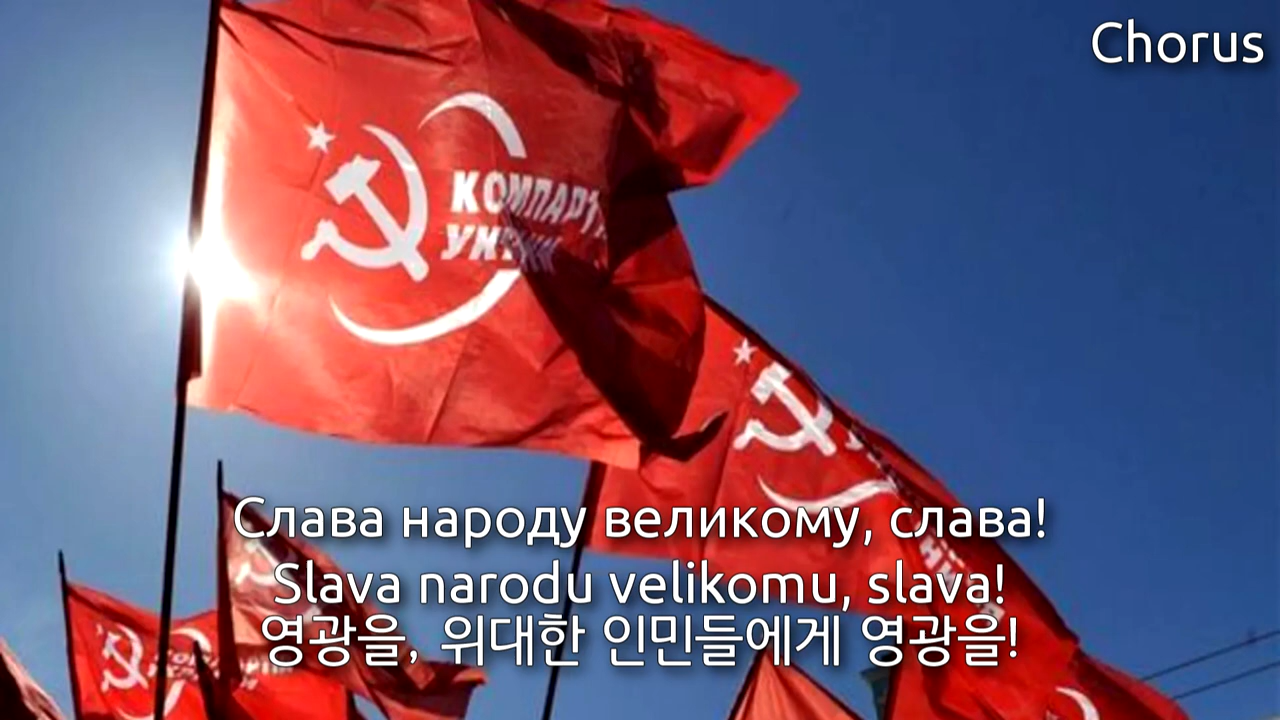 Chorus
КОМПАРТ
Слава народу великому, слава!
Slava narodu velikomu, slava!
영광을, 위대한 인민들에게 영광을!